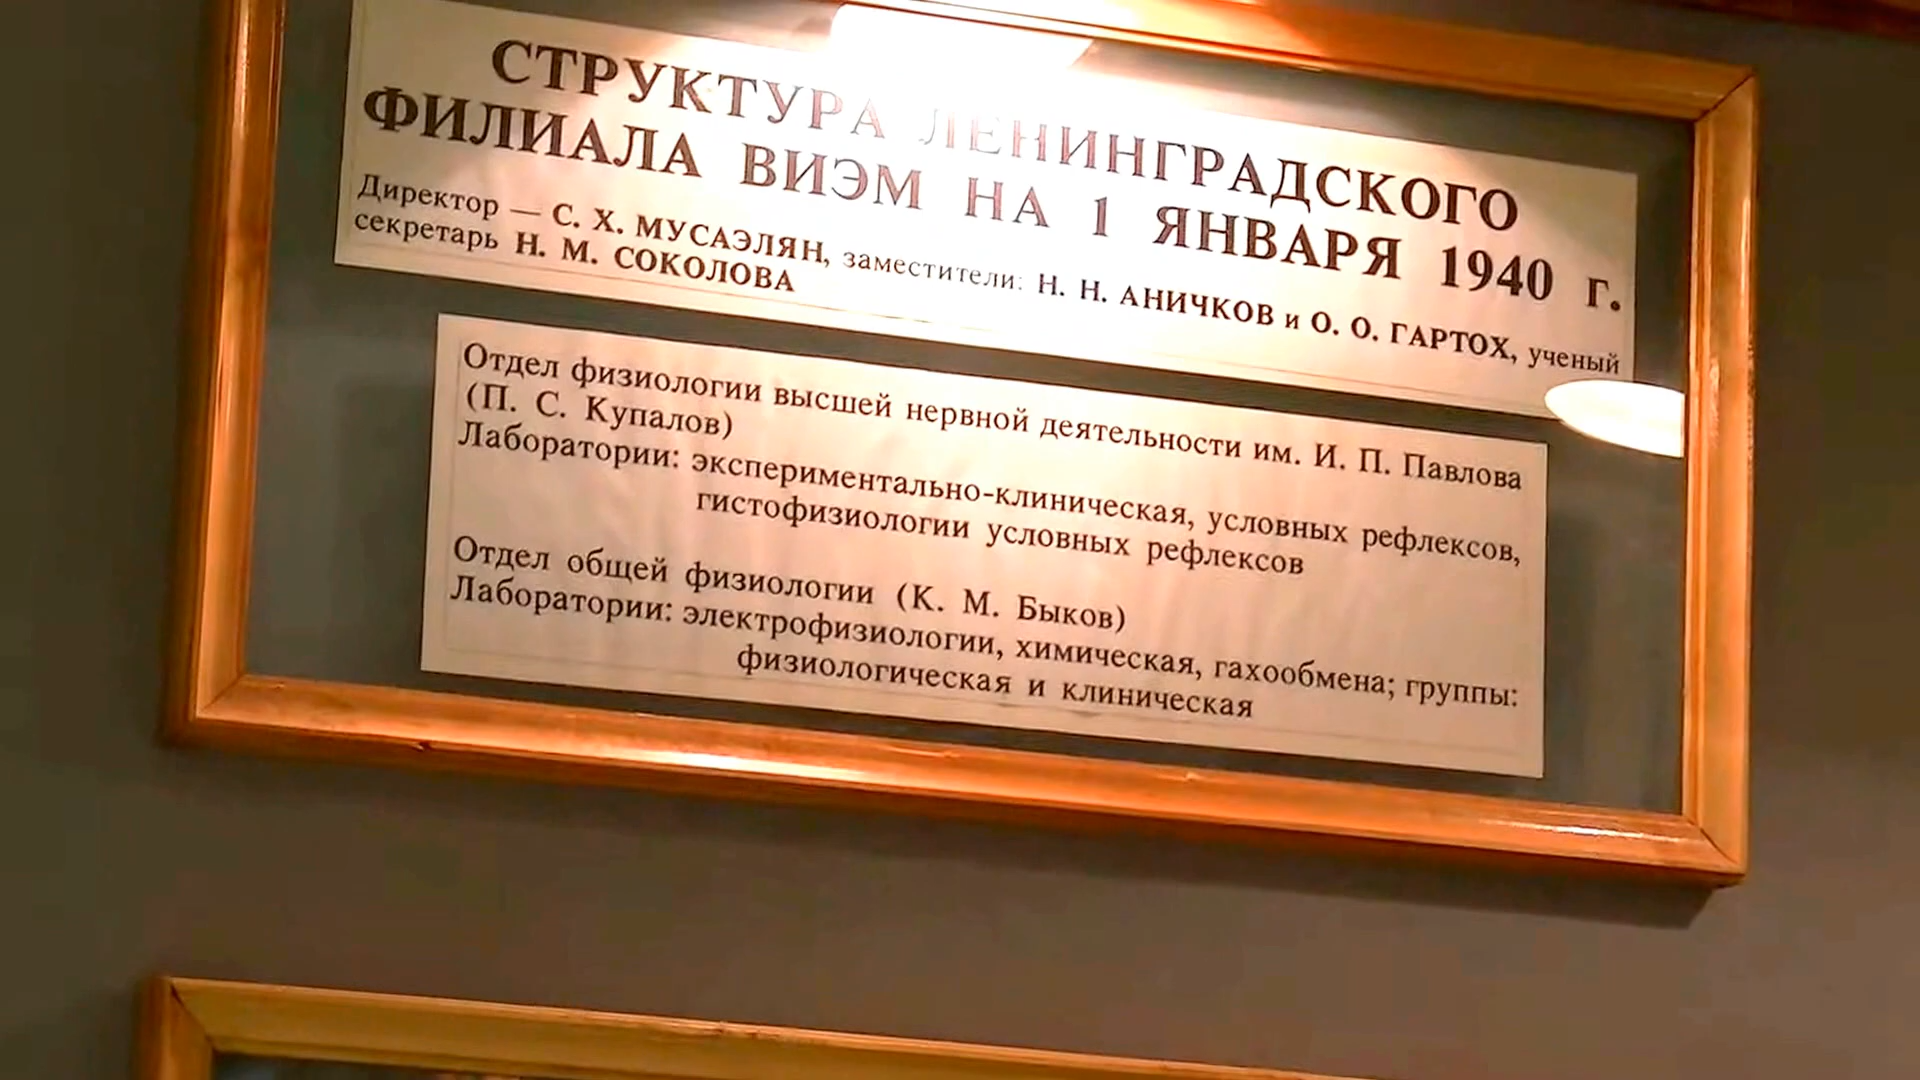 СТРУКТУРА ЛЕНИНГРАДСКОГО
ФИЛИАЛА ВИЭМ НА 1 ЯНВАРЯ 1940 г.
Директор — С. Х. МУСАЭЛЯН, заместители: Н. Н. АНИЧКОВ и О. О. ГАРТОХ, ученый
секретарь Н. М. СОКОЛОВА
Отдел физиологии высшей нервной деятельности им. И. П. Павлова
(П. С. Купалов)
Лаборатории: экспериментально-клиническая, условных рефлексов,
гистофизиологии условных рефлексов
Отдел общей физиологии (К. М. Быков)
Лаборатории: электрофизиологии, химическая, гахообмена; группы:
физиологическая и клиническая